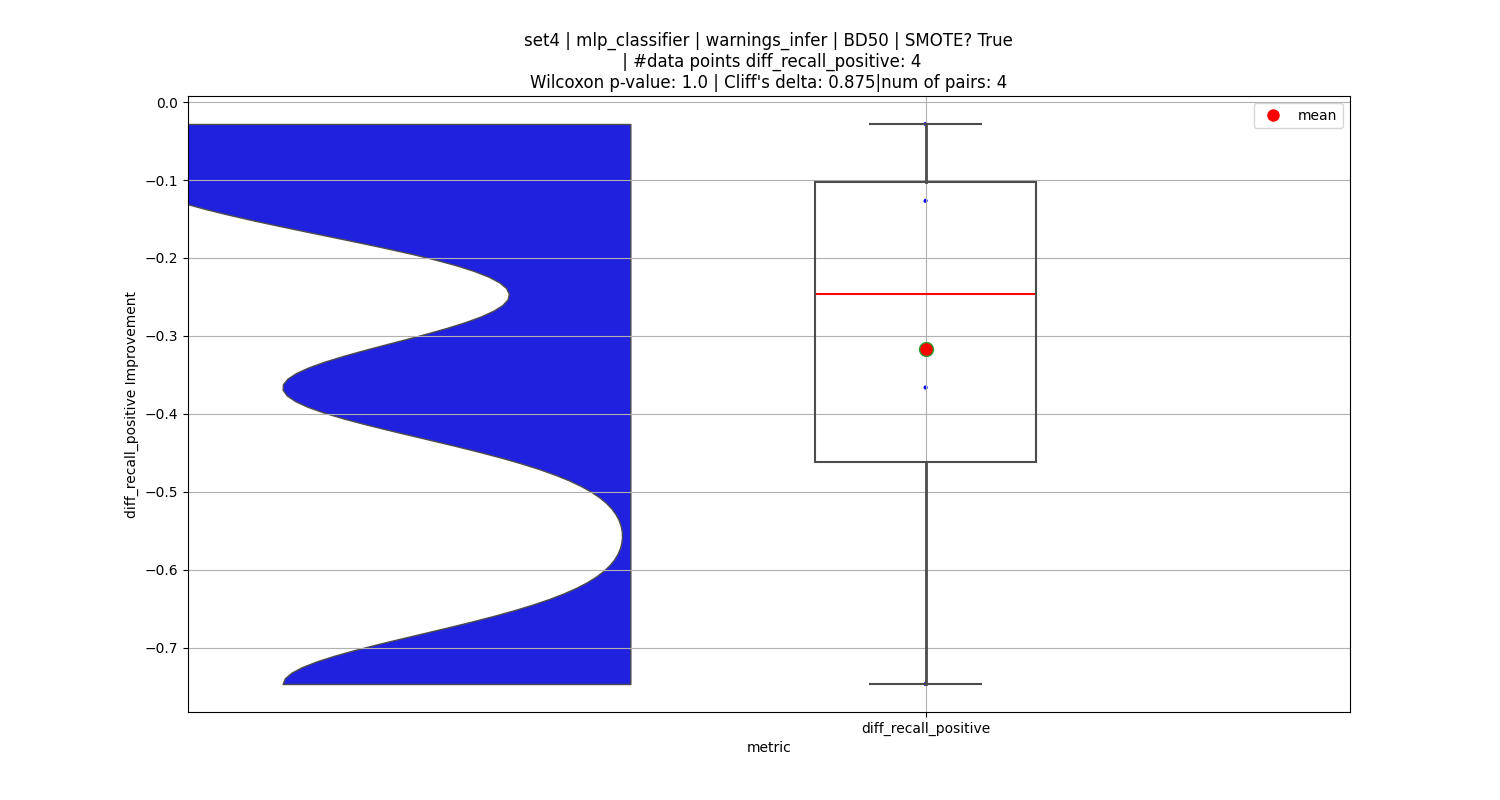 set4 | mlp_classifier | warnings_infer | BD50 | SMOTE? True
| #data points diff_recall_positive: 4
Wilcoxon p-value: 1.0 | Cliff's delta: 0.875|num of pairs: 4
mean
0.0
−0.1
−0.2
−0.3
−0.4
−0.5
−0.6
−0.7
diff_recall_positive Improvement
diff_recall_positive
metric